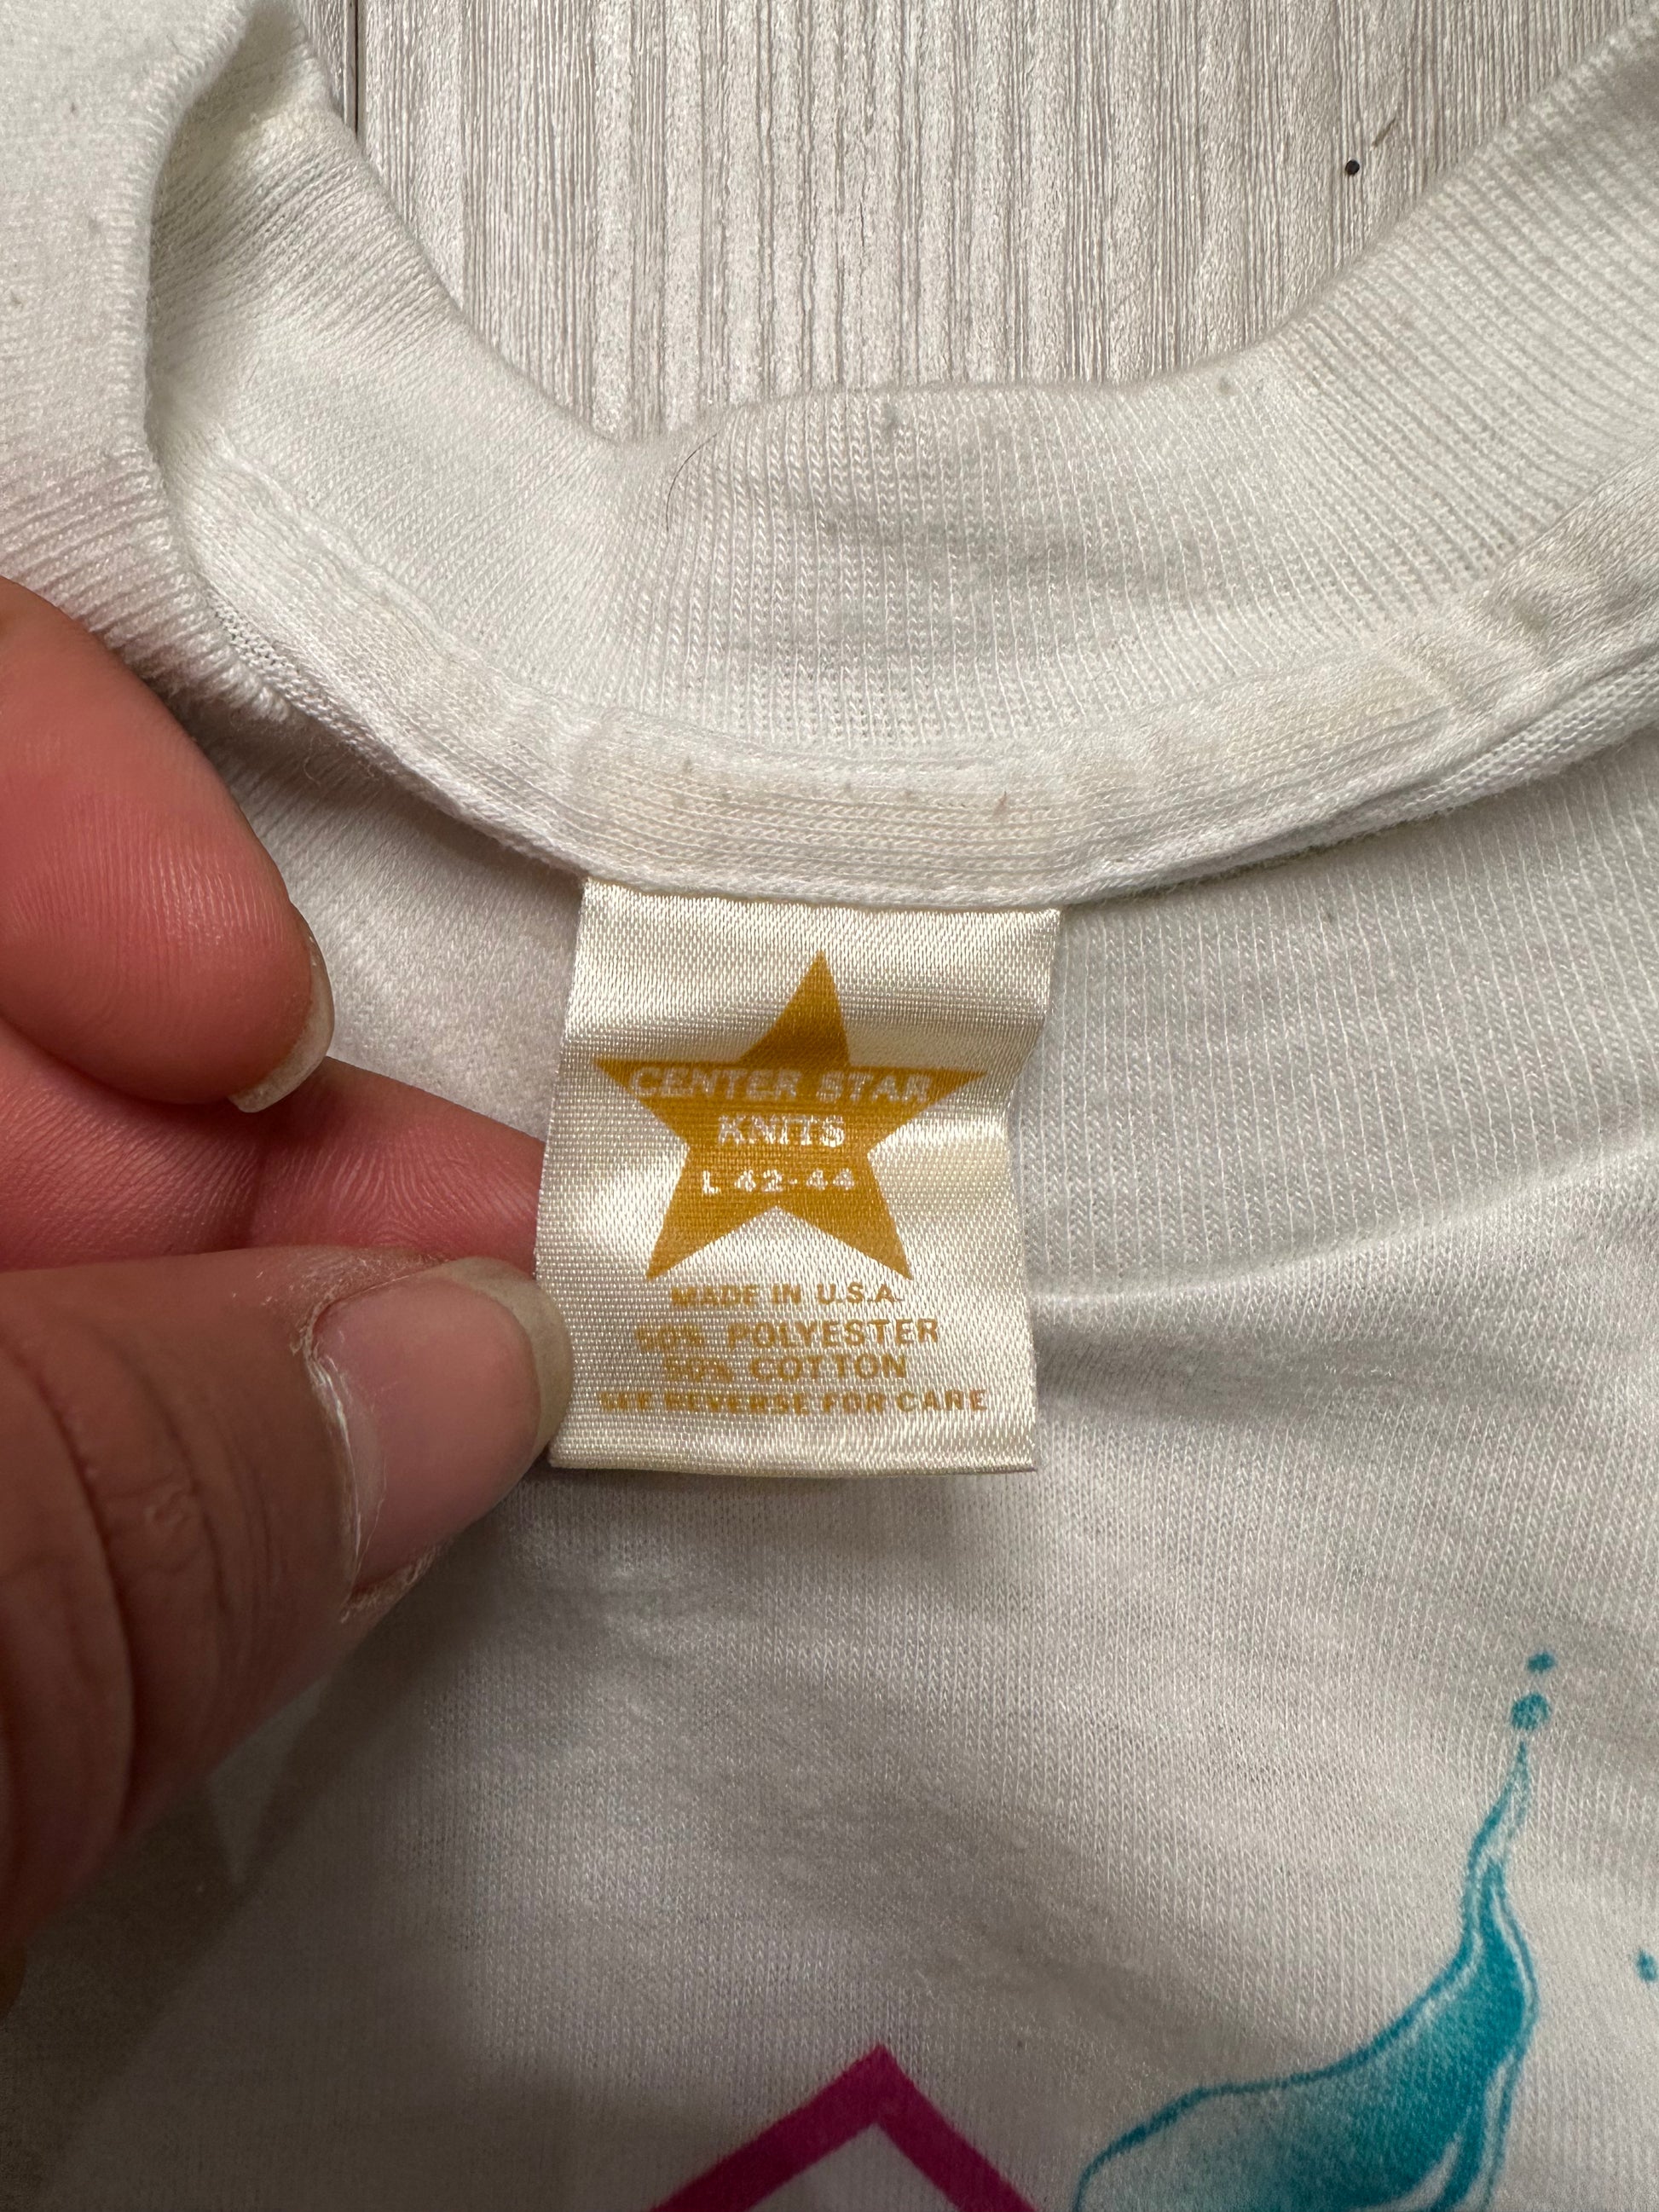 CENTER STAR
KNITS
L 42-44
MADE IN U.S.A.
50% POLYESTER
50% COTTON
SEE REVERSE FOR CARE